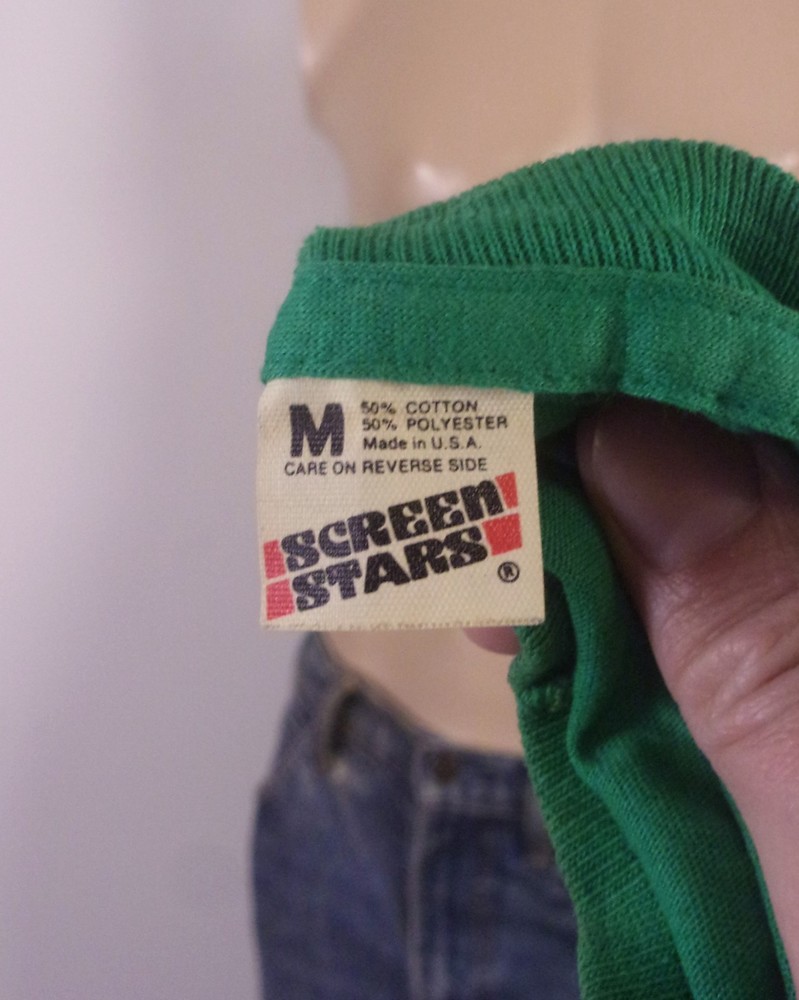 M
50% COTTON
50% POLYESTER
Made in U.S.A.
CARE ON REVERSE SIDE
SCREEN
STARS
®